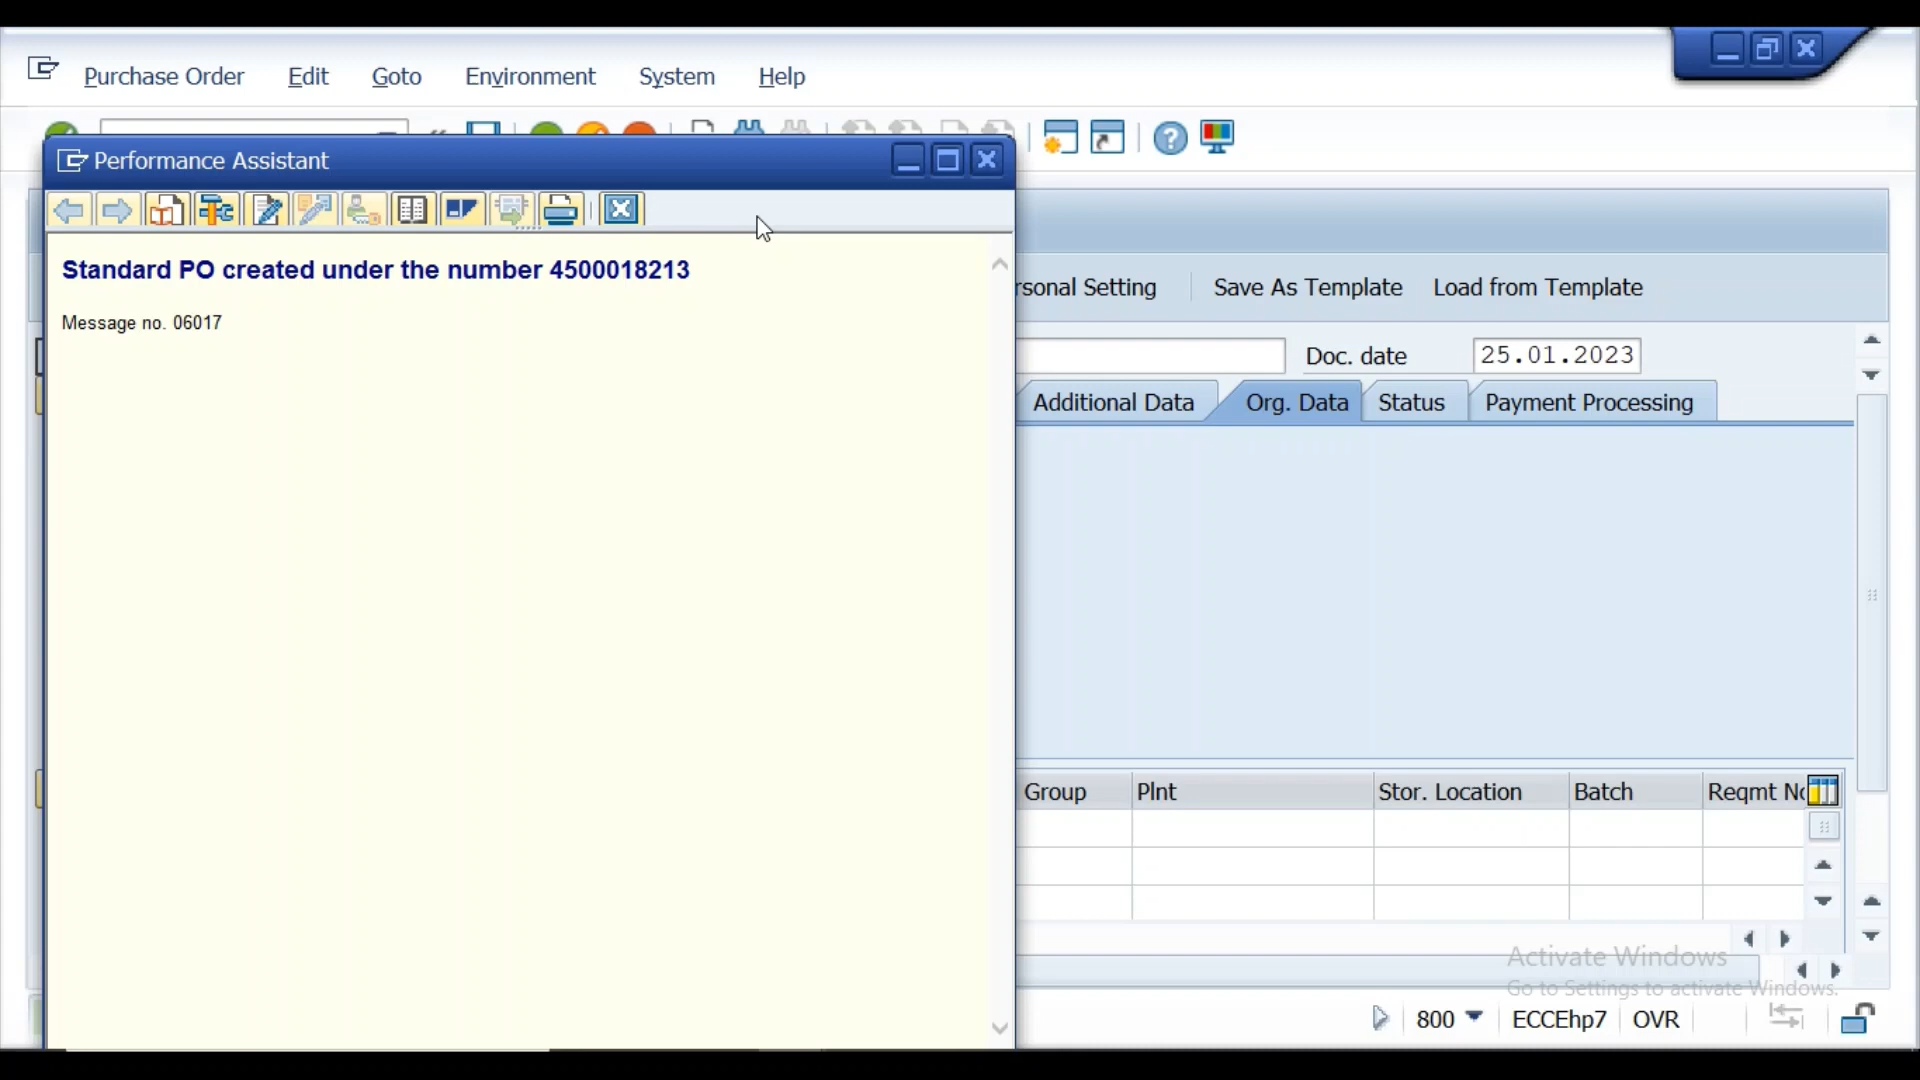 Purchase Order Edit Goto Environment System Help
Performance Assistant
Standard PO created under the number 4500018213
Message no. 06017
Setting Save As Template Load from Template
Doc. date 25.01.2023
Additional Data Org. Data Status Payment Processing
Group Plnt Stor. Location Batch Reqmt
Activate Windows
Go to Settings to activate Windows.
800 ECCEhp7 OVR